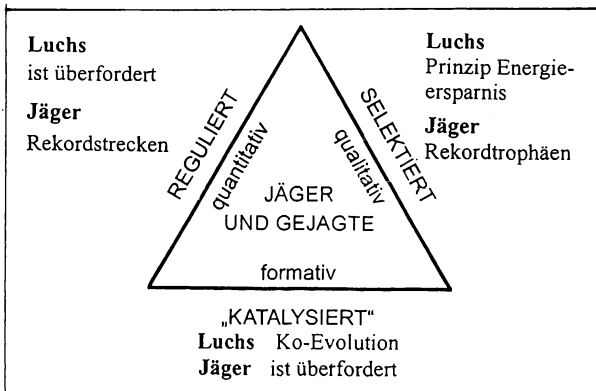 Luchs
ist überfordert
Jäger
Rekordstrecken
Luchs
Prinzip Energie-
ersparnis
Jäger
Rekordtrophäen
REGULIERT
quantitativ
SELEKTIERT
qualitativ
JÄGER
UND GEJAGTE
formativ
„KATALYSIERT“
Luchs Ko-Evolution
Jäger ist überfordert